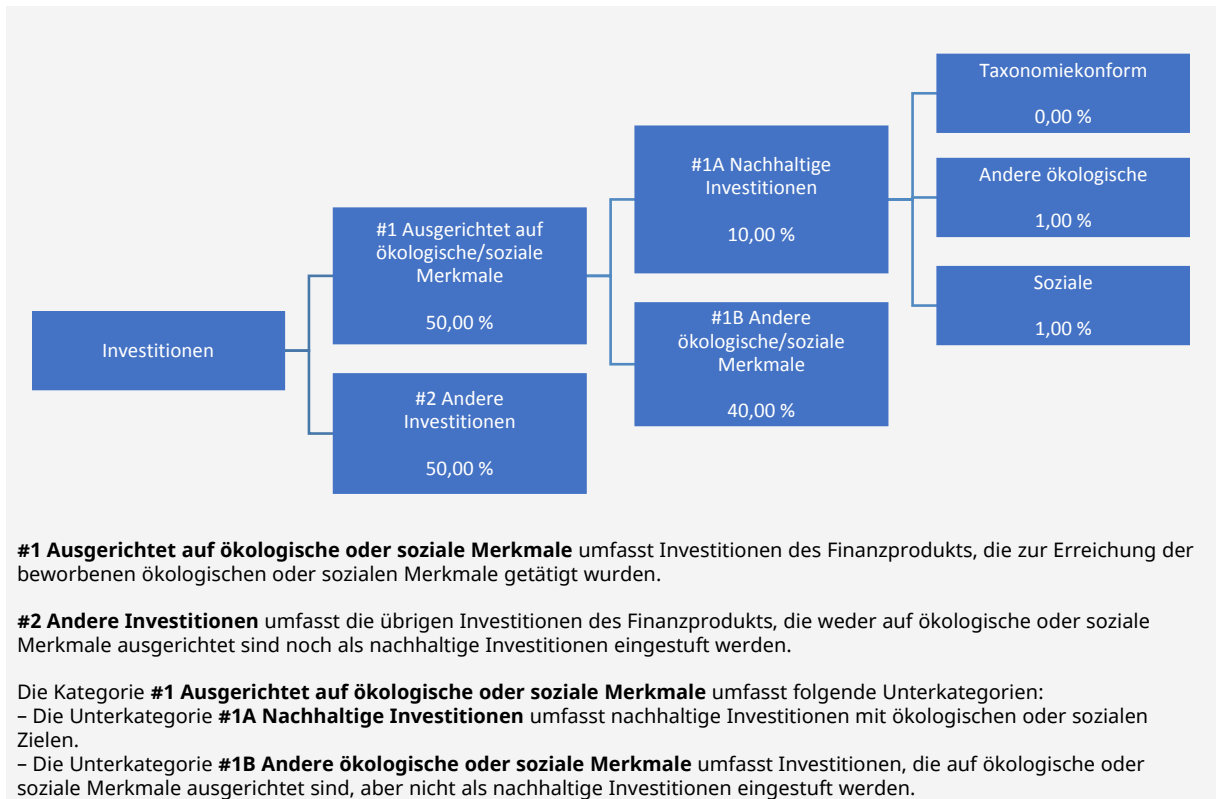 Investitionen
#1 Ausgerichtet auf
ökologische/soziale
Merkmale
50,00 %
#2 Andere
Investitionen
50,00 %
#1A Nachhaltige
Investitionen
10,00 %
#1B Andere
ökologische/soziale
Merkmale
40,00 %
Taxonomiekonform
0,00 %
Andere ökologische
1,00 %
Soziale
1,00 %
#1 Ausgerichtet auf ökologische oder soziale Merkmale umfasst Investitionen des Finanzprodukts, die zur Erreichung der
beworbenen ökologischen oder sozialen Merkmale getätigt wurden.
#2 Andere Investitionen umfasst die übrigen Investitionen des Finanzprodukts, die weder auf ökologische oder soziale
Merkmale ausgerichtet sind noch als nachhaltige Investitionen eingestuft werden.
Die Kategorie #1 Ausgerichtet auf ökologische oder soziale Merkmale umfasst folgende Unterkategorien:
– Die Unterkategorie #1A Nachhaltige Investitionen umfasst nachhaltige Investitionen mit ökologischen oder sozialen
Zielen.
– Die Unterkategorie #1B Andere ökologische oder soziale Merkmale umfasst Investitionen, die auf ökologische oder
soziale Merkmale ausgerichtet sind, aber nicht als nachhaltige Investitionen eingestuft werden.